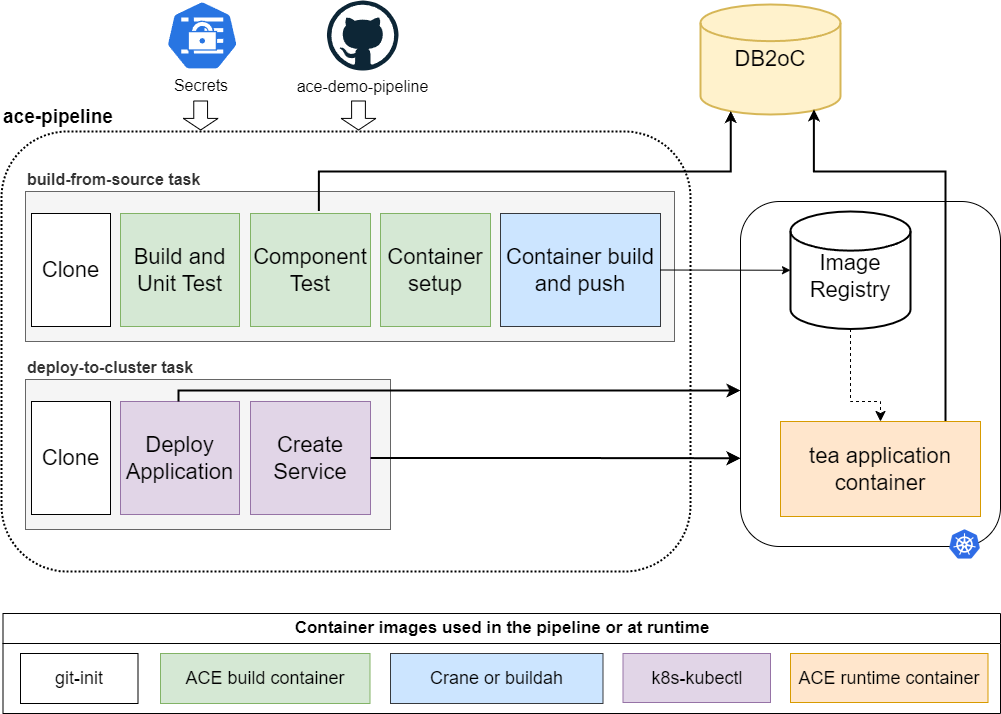 Secrets
ace-demo-pipeline
DB2oC
ace-pipeline
build-from-source task
Clone
Build and
Unit Test
Component
Test
Container
setup
Container build
and push
Image
Registry
deploy-to-cluster task
Clone
Deploy
Application
Create
Service
tea application
container
Container images used in the pipeline or at runtime
git-init
ACE build container
Crane or buildah
k8s-kubectl
ACE runtime container